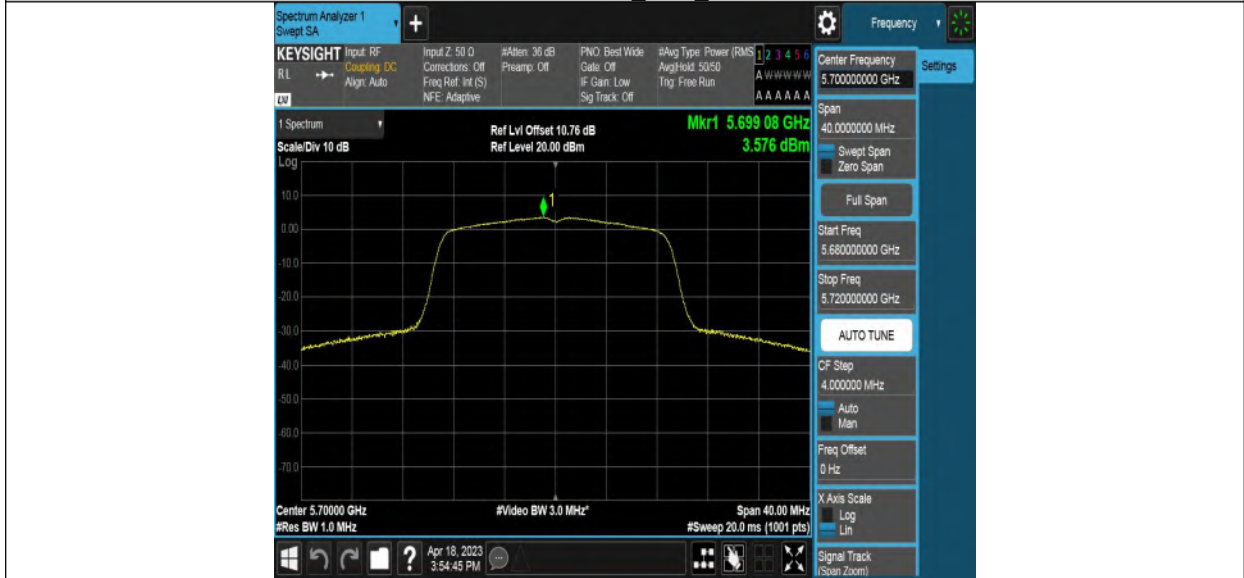 Spectrum Analyzer 1
Swept SA
+
Frequency
KEYSIGHT
RL
LXI
Input: RF
Coupling: DC
Align: Auto
Input Z: 50 Ω
Corrections: Off
Freq Ref: Int (S)
NFE: Adaptive
#Atten: 36 dB
Preamp: Off
PNO: Best Wide
Gate: Off
IF Gain: Low
Sig Track: Off
#Avg Type: Power (RMS
Avg|Hold: 50/50
Trig: Free Run
1 2 3 4 5 6
A W W W W W
A A A A A A
1 Spectrum
Scale/Div 10 dB
Log
Ref Lvl Offset 10.76 dB
Ref Level 20.00 dBm
Mkr1 5.699 08 GHz
3.576 dBm
1
10.0
0.00
-10.0
-20.0
-30.0
-40.0
-50.0
-60.0
-70.0
Center 5.70000 GHz
#Res BW 1.0 MHz
#Video BW 3.0 MHz*
Span 40.00 MHz
#Sweep 20.0 ms (1001 pts)
Center Frequency
5.700000000 GHz
Settings
Span
40.0000000 MHz
Swept Span
Zero Span
Full Span
Start Freq
5.680000000 GHz
Stop Freq
5.720000000 GHz
AUTO TUNE
CF Step
4.000000 MHz
Auto
Man
Freq Offset
0 Hz
X Axis Scale
Log
Lin
Signal Track
(Span Zoom)
?
Apr 18, 2023
3:54:45 PM